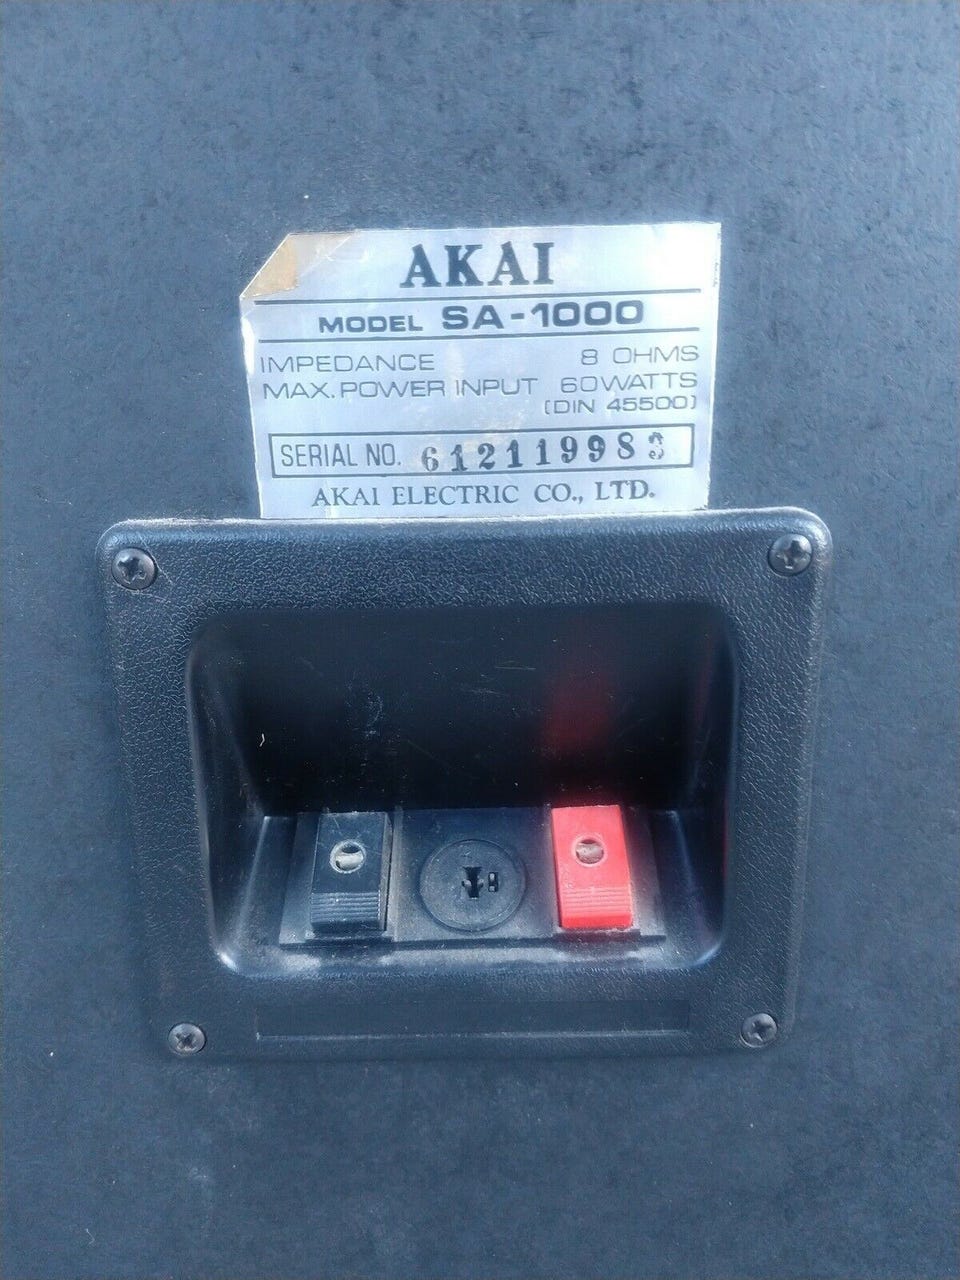 AKAI
MODEL SA-1000
IMPEDANCE 8 OHMS
MAX. POWER INPUT 60WATTS
(DIN 45500)
SERIAL NO. 61211998
AKAI ELECTRIC CO., LTD.